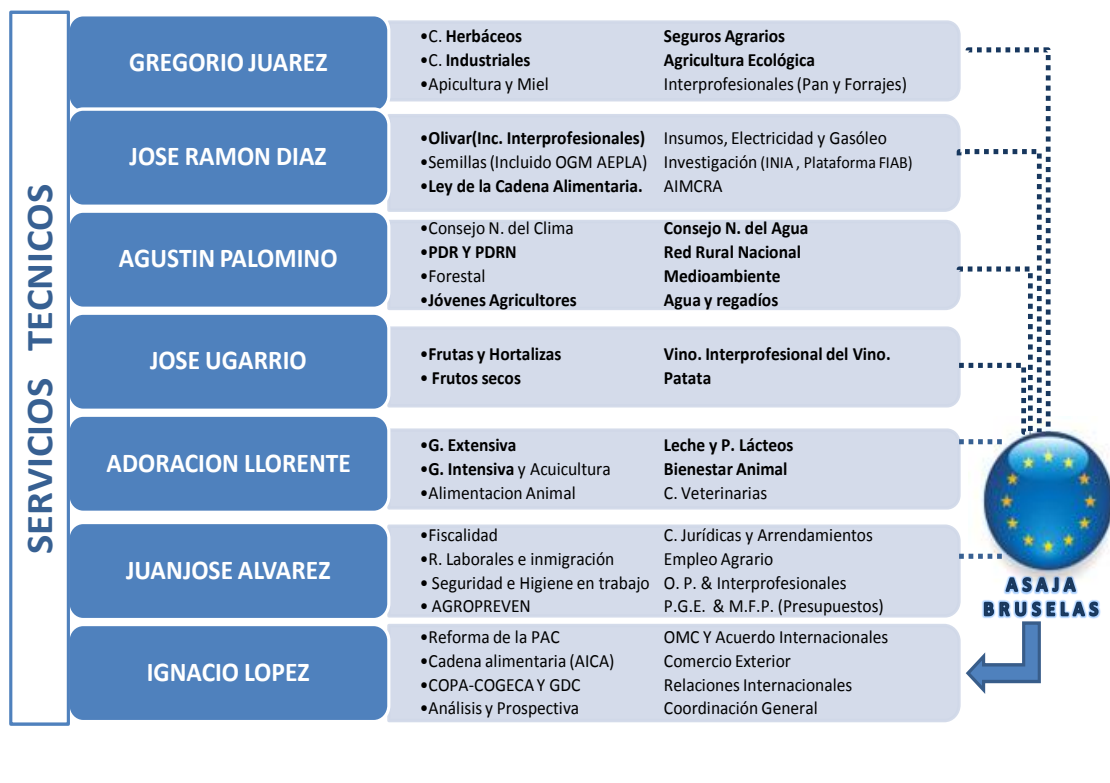 SERVICIOS TECNICOS
GREGORIO JUAREZ
•C. Herbáceos Seguros Agrarios
•C. Industriales Agricultura Ecológica
•Apicultura y Miel Interprofesionales (Pan y Forrajes)
JOSE RAMON DIAZ
•Olivar(Inc. Interprofesionales) Insumos, Electricidad y Gasóleo
•Semillas (Incluido OGM AEPLA) Investigación (INIA , Plataforma FIAB)
•Ley de la Cadena Alimentaria. AIMCRA
AGUSTIN PALOMINO
•Consejo N. del Clima Consejo N. del Agua
•PDR Y PDRN Red Rural Nacional
•Forestal Medioambiente
•Jóvenes Agricultores Agua y regadíos
JOSE UGARRIO
•Frutas y Hortalizas Vino. Interprofesional del Vino.
• Frutos secos Patata
ADORACION LLORENTE
•G. Extensiva Leche y P. Lácteos
•G. Intensiva y Acuicultura Bienestar Animal
•Alimentacion Animal C. Veterinarias
JUANJOSE ALVAREZ
•Fiscalidad C. Jurídicas y Arrendamientos
•R. Laborales e inmigración Empleo Agrario
• Seguridad e Higiene en trabajo O. P. & Interprofesionales
• AGROPREVEN P.G.E. & M.F.P. (Presupuestos)
IGNACIO LOPEZ
•Reforma de la PAC OMC Y Acuerdo Internacionales
•Cadena alimentaria (AICA) Comercio Exterior
•COPA-COGECA Y GDC Relaciones Internacionales
•Análisis y Prospectiva Coordinación General
ASAJA
BRUSELAS